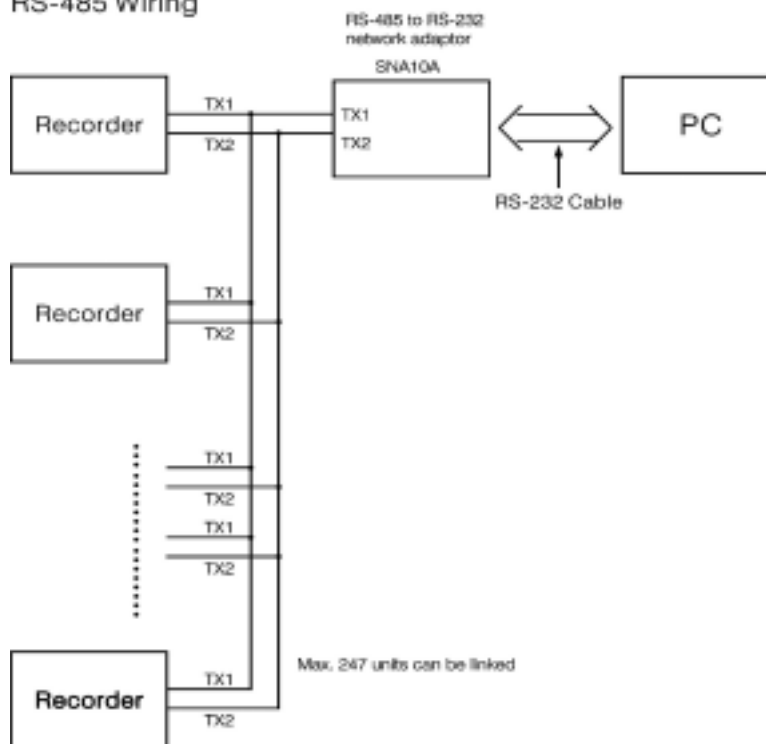 RS-485 Wiring
RS-485 to RS-232
network adaptor
SNA10A
Recorder
TX1
TX2
TX1
TX2
PC
RS-232 Cable
Recorder
TX1
TX2
TX1
TX2
TX1
TX2
Max. 247 units can be linked
Recorder
TX1
TX2